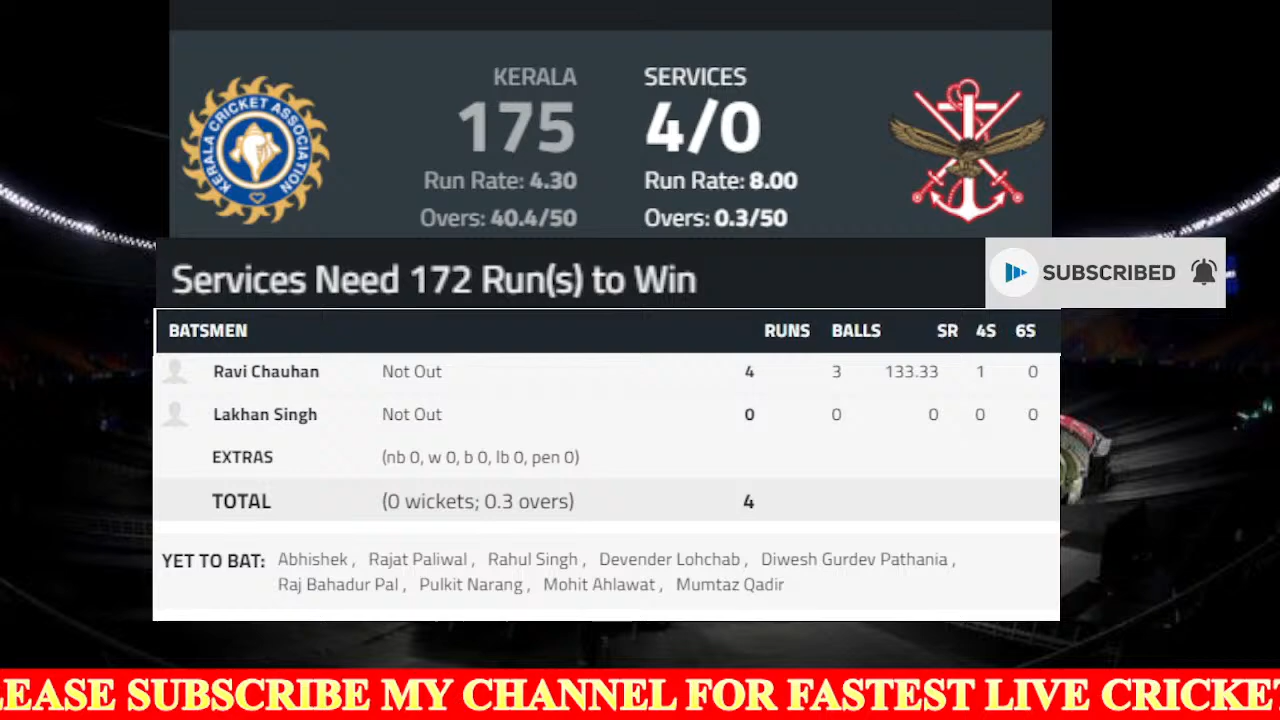 KERALA SERVICES
175 4/0
Run Rate: 4.30 Run Rate: 8.00
Overs: 40.4/50 Overs: 0.3/50
KERALA CRICKET ASSOCIATION
Services Need 172 Run(s) to Win
SUBSCRIBED
BATSMEN RUNS BALLS SR 4S 6S
Ravi Chauhan Not Out 4 3 133.33 1 0
Lakhan Singh Not Out 0 0 0 0 0
EXTRAS (nb 0, w 0, b 0, lb 0, pen 0)
TOTAL (0 wickets; 0.3 overs) 4
YET TO BAT: Abhishek , Rajat Paliwal , Rahul Singh , Devender Lohchab , Diwesh Gurdev Pathania ,
Raj Bahadur Pal , Pulkit Narang , Mohit Ahlawat , Mumtaz Qadir
LEASE SUBSCRIBE MY CHANNEL FOR FASTEST LIVE CRICKET